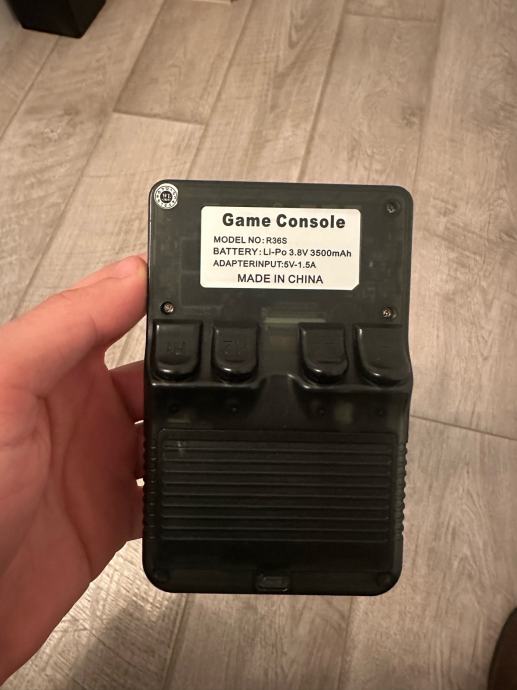 Game Console
MODEL NO: R36S
BATTERY: Li-Po 3.8V 3500mAh
ADAPTERINPUT:5V-1.5A
MADE IN CHINA